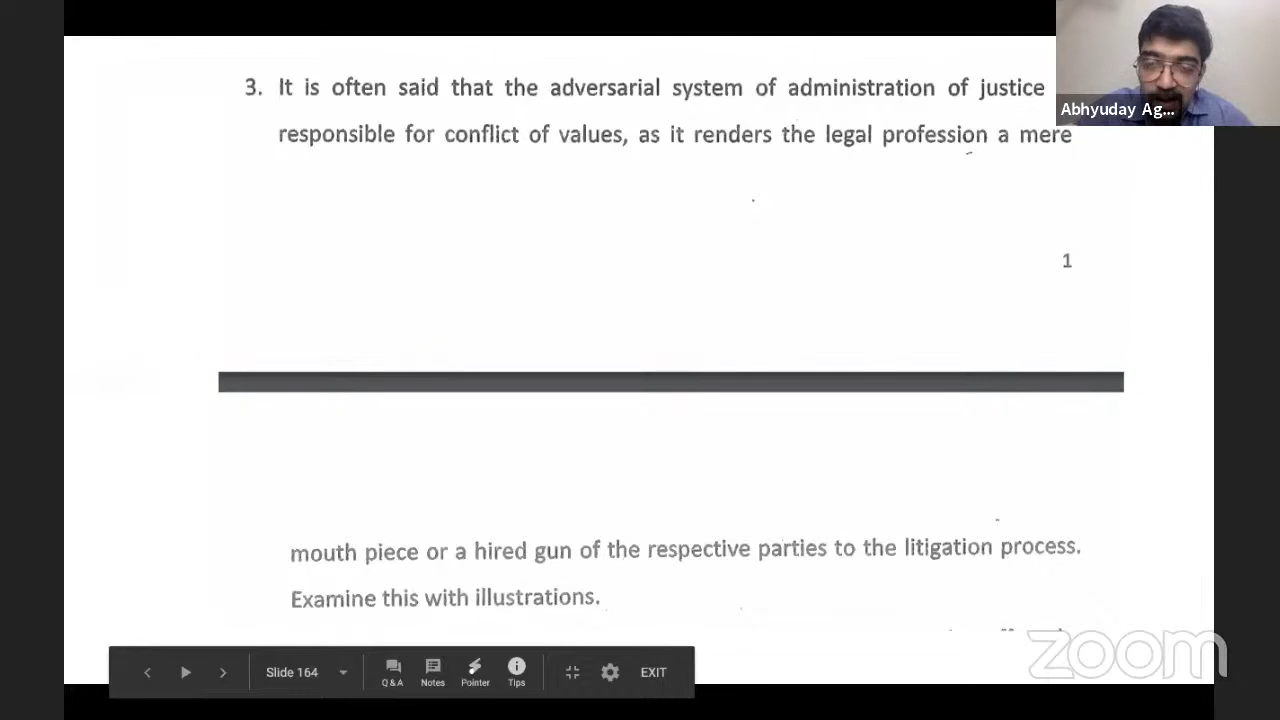 3. It is often said that the adversarial system of administration of justice
responsible for conflict of values, as it renders the legal profession a mere
Abhyuday Ag...
1
mouth piece or a hired gun of the respective parties to the litigation process.
Examine this with illustrations.
Slide 164
Q & A
Notes
Pointer
Tips
EXIT
zoom